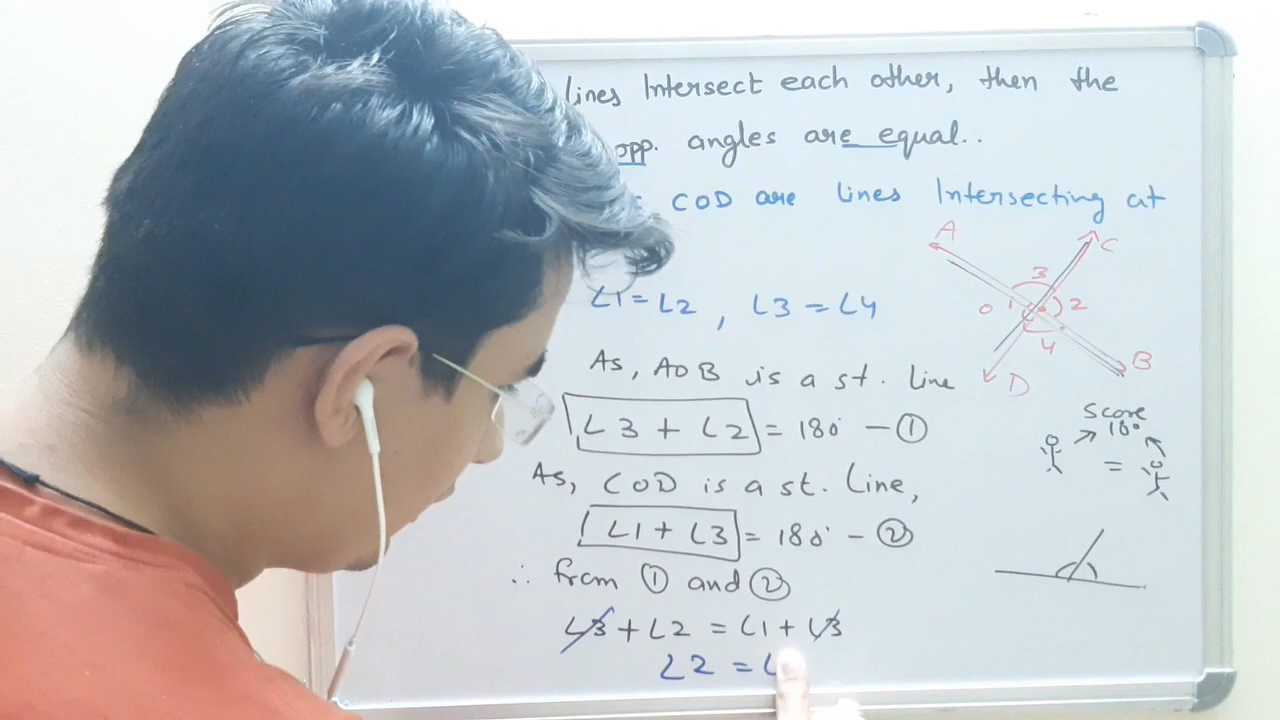 lines Intersect each other, then the
opp. angles are equal..
COD are lines Intersecting at
A
C
3
O 1 2
4
B
D
∠1 = ∠2 , ∠3 = ∠4
As, AOB is a st. line
∠3 + ∠2 = 180° — ①
Score
180°
=
As, COD is a st. Line,
∠1 + ∠3 = 180° — ②
∴ from ① and ②
∠3 + ∠2 = ∠1 + ∠3
∠2 = ∠